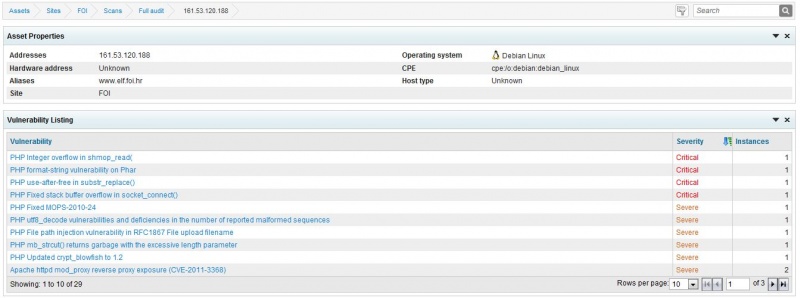 Assets Sites FOI Scans Full audit 161.53.120.188 Search
Asset Properties
Addresses 161.53.120.188 Operating system Debian Linux
Hardware address Unknown CPE cpe:/o:debian:debian_linux
Aliases www.elf.foi.hr Host type Unknown
Site FOI
Vulnerability Listing
Vulnerability Severity Instances
PHP Integer overflow in shmop_read( Critical 1
PHP format-string vulnerability on Phar Critical 1
PHP use-after-free in substr_replace() Critical 1
PHP Fixed stack buffer overflow in socket_connect() Critical 1
PHP Fixed MOPS-2010-24 Severe 1
PHP utf8_decode vulnerabilities and deficiencies in the number of reported malformed sequences Severe 1
PHP File path injection vulnerability in RFC1867 File upload filename Severe 1
PHP mb_strcut() returns garbage with the excessive length parameter Severe 1
PHP Updated crypt_blowfish to 1.2 Severe 1
Apache httpd mod_proxy reverse proxy exposure (CVE-2011-3368) Severe 2
Showing: 1 to 10 of 29 Rows per page: 10 1 of 3